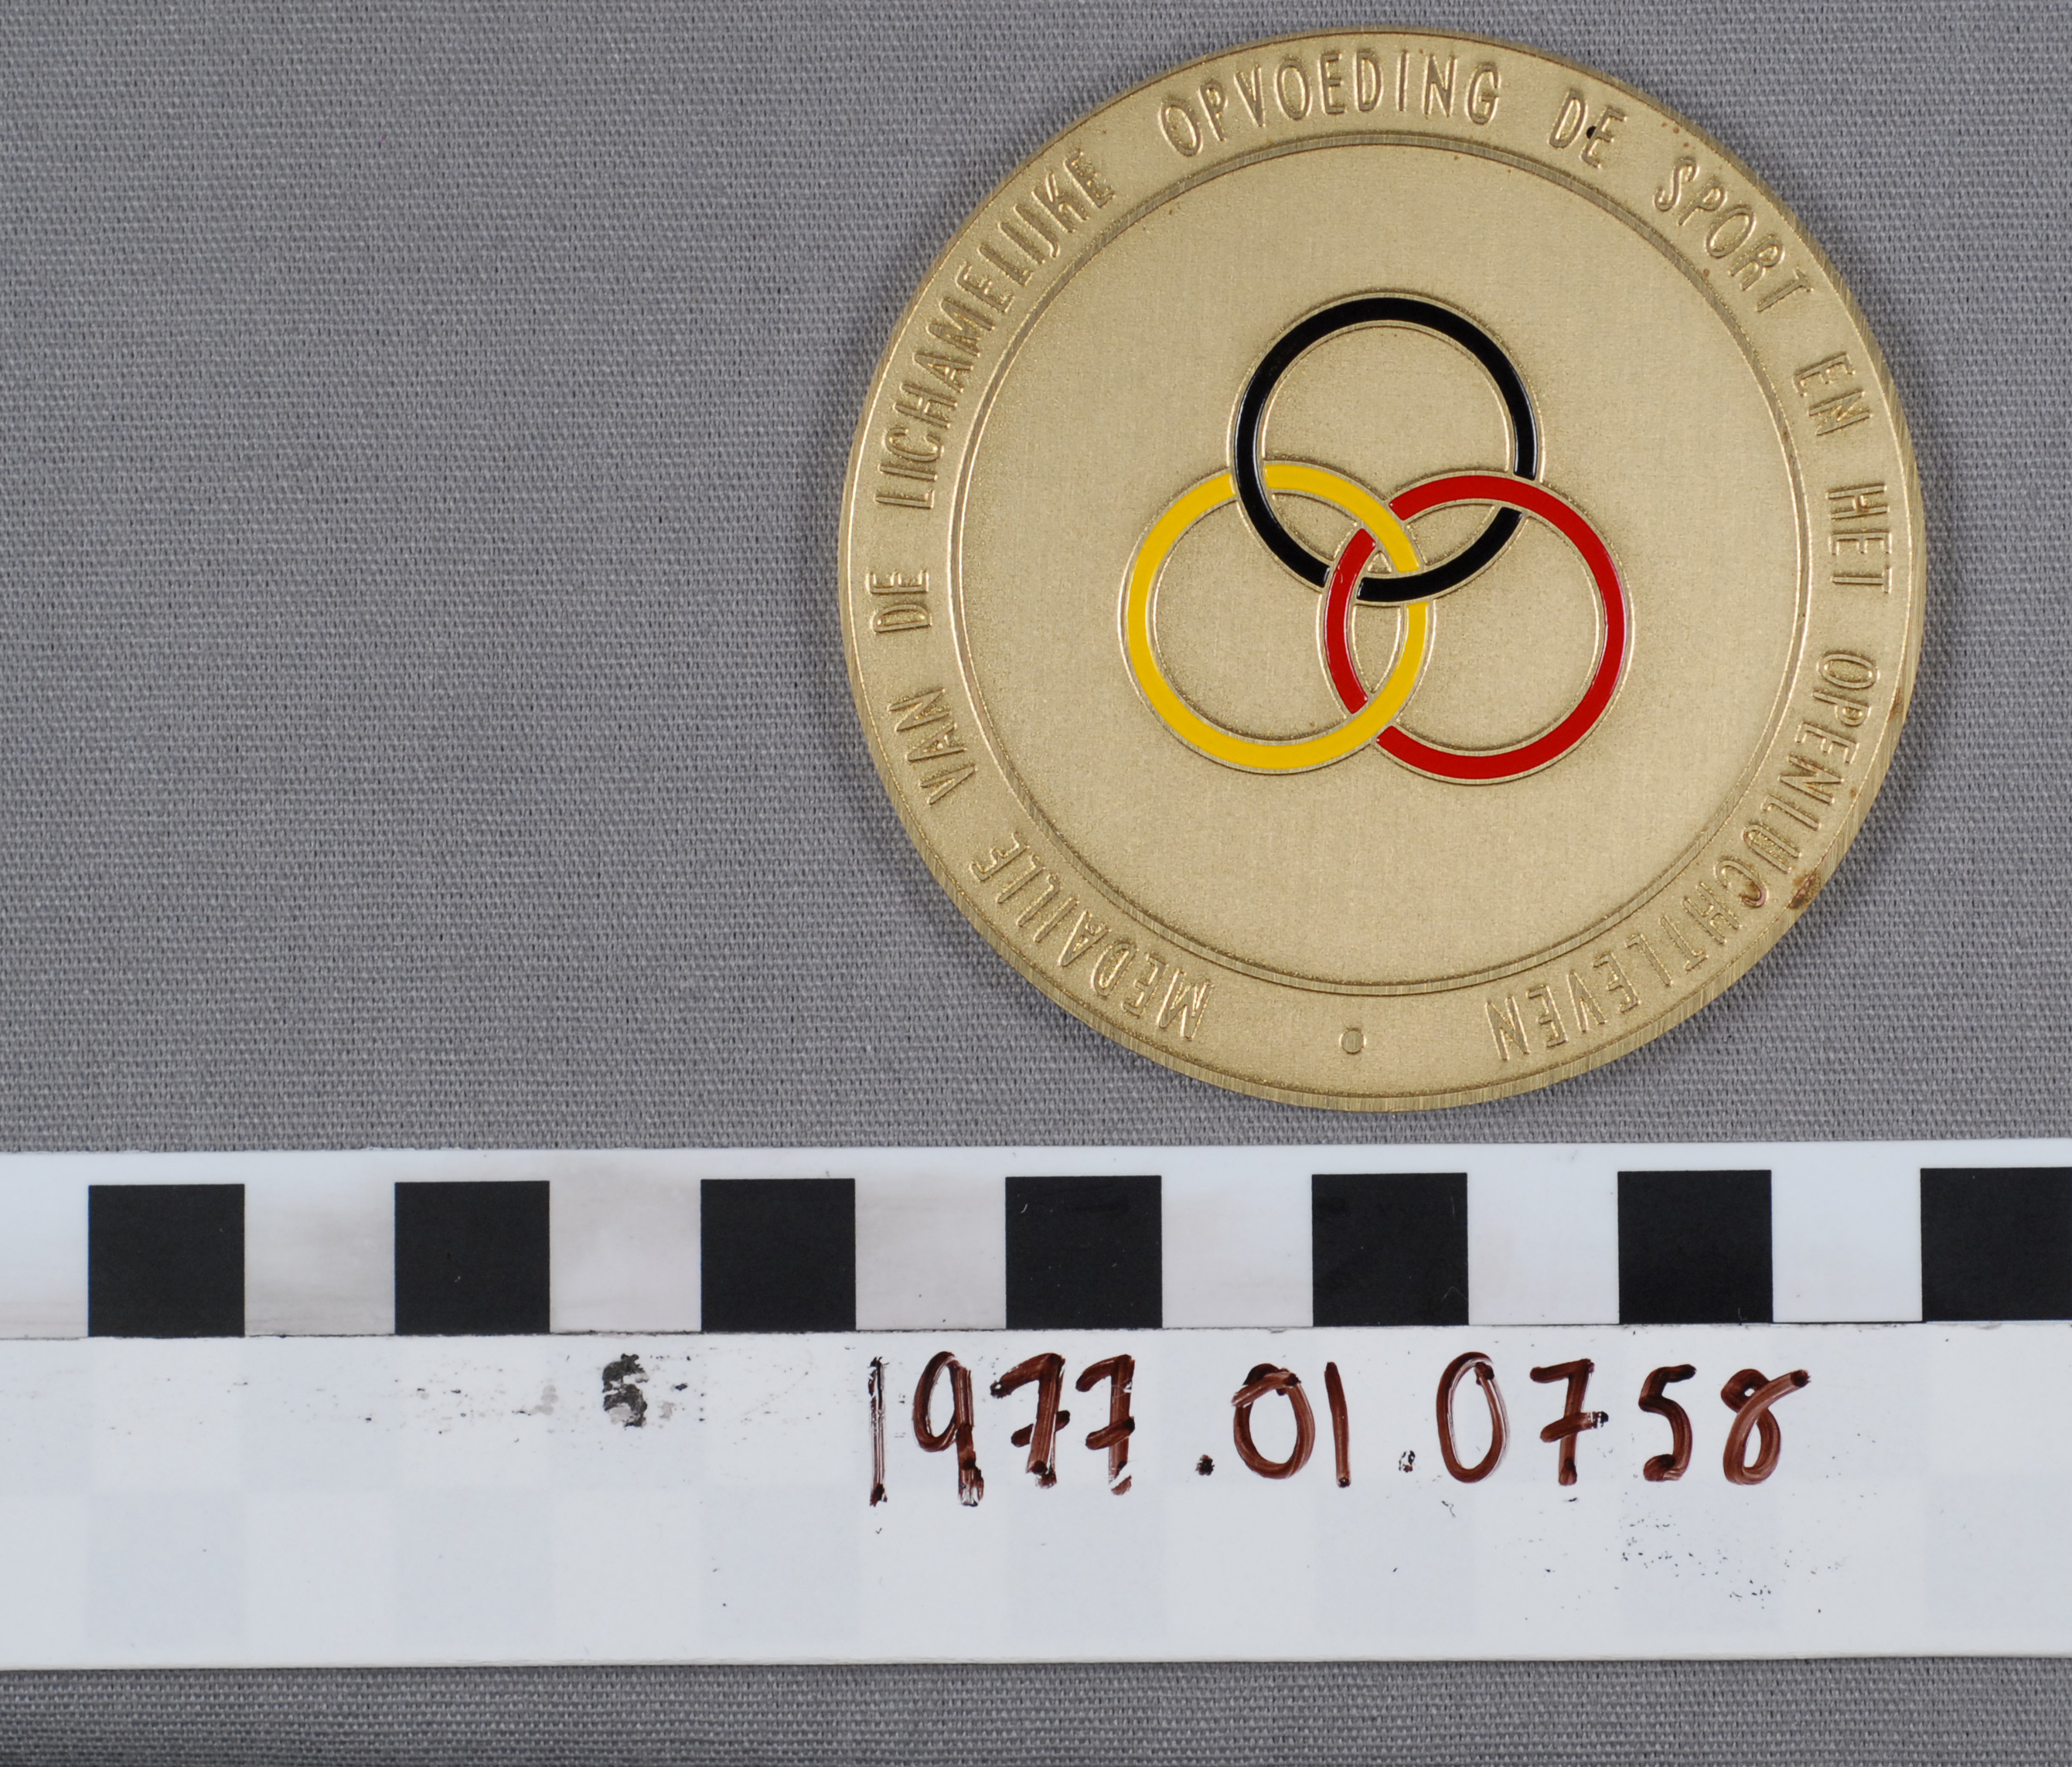 MEDAILLE VAN DE LICHAMELIJKE OPVOEDING DE SPORT EN HET OPENLUCHTLEVEN
1977.01.0758